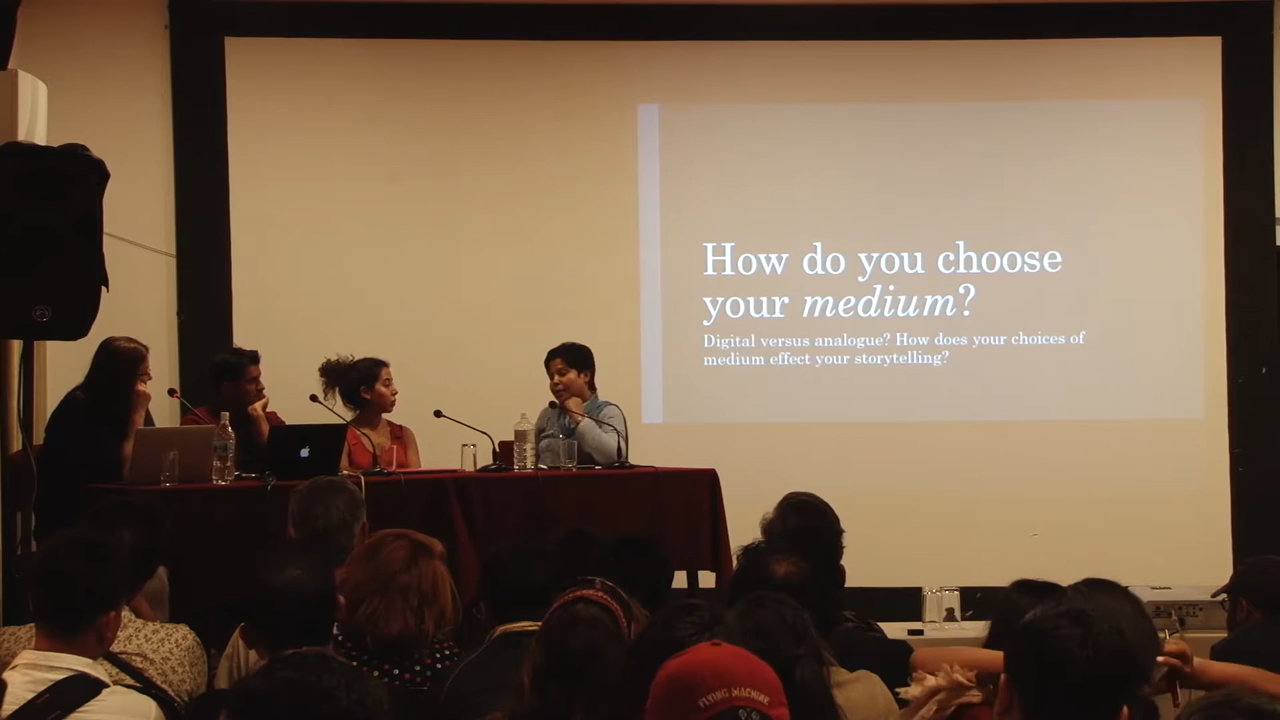 How do you choose
your medium?
Digital versus analogue? How does your choices of
medium effect your storytelling?
FLYING MACHINE